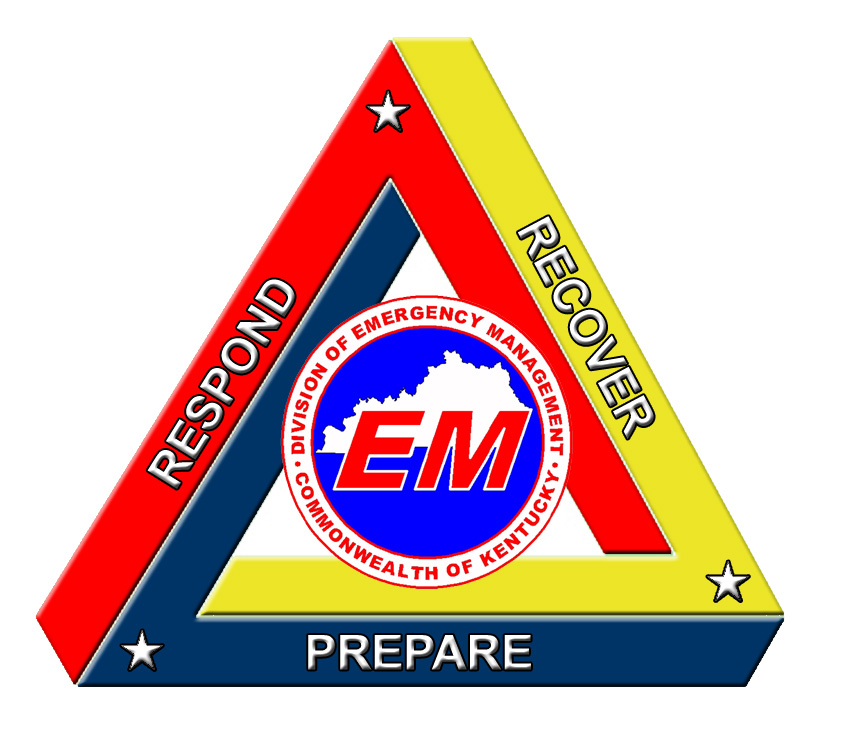 RESPOND
RECOVER
DIVISION OF EMERGENCY MANAGEMENT
EM
• COMMONWEALTH OF KENTUCKY •
PREPARE